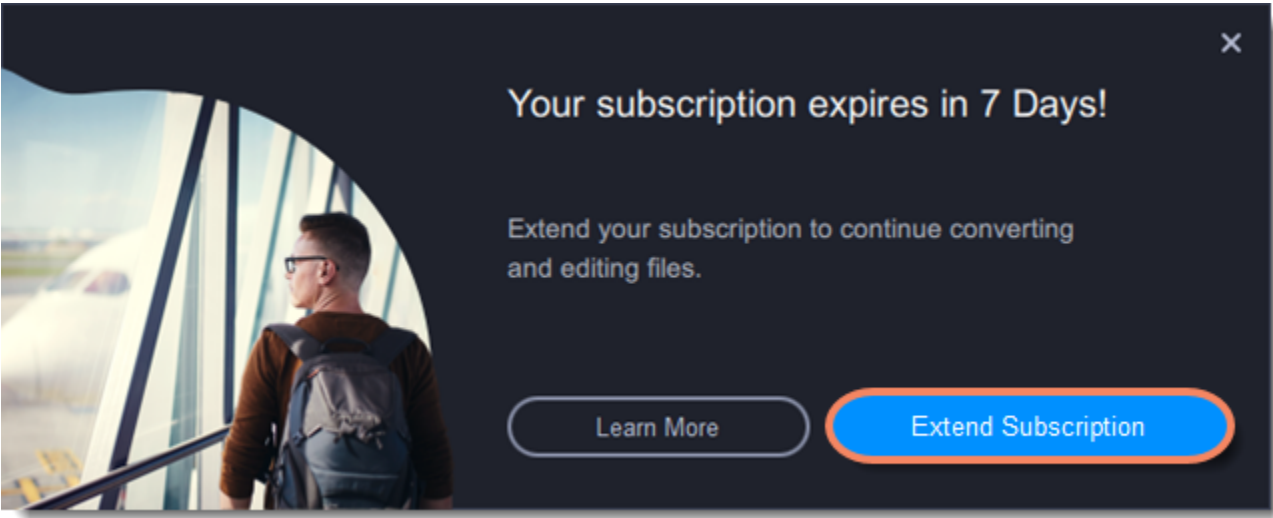 Your subscription expires in 7 Days!
Extend your subscription to continue converting
and editing files.
Learn More
Extend Subscription